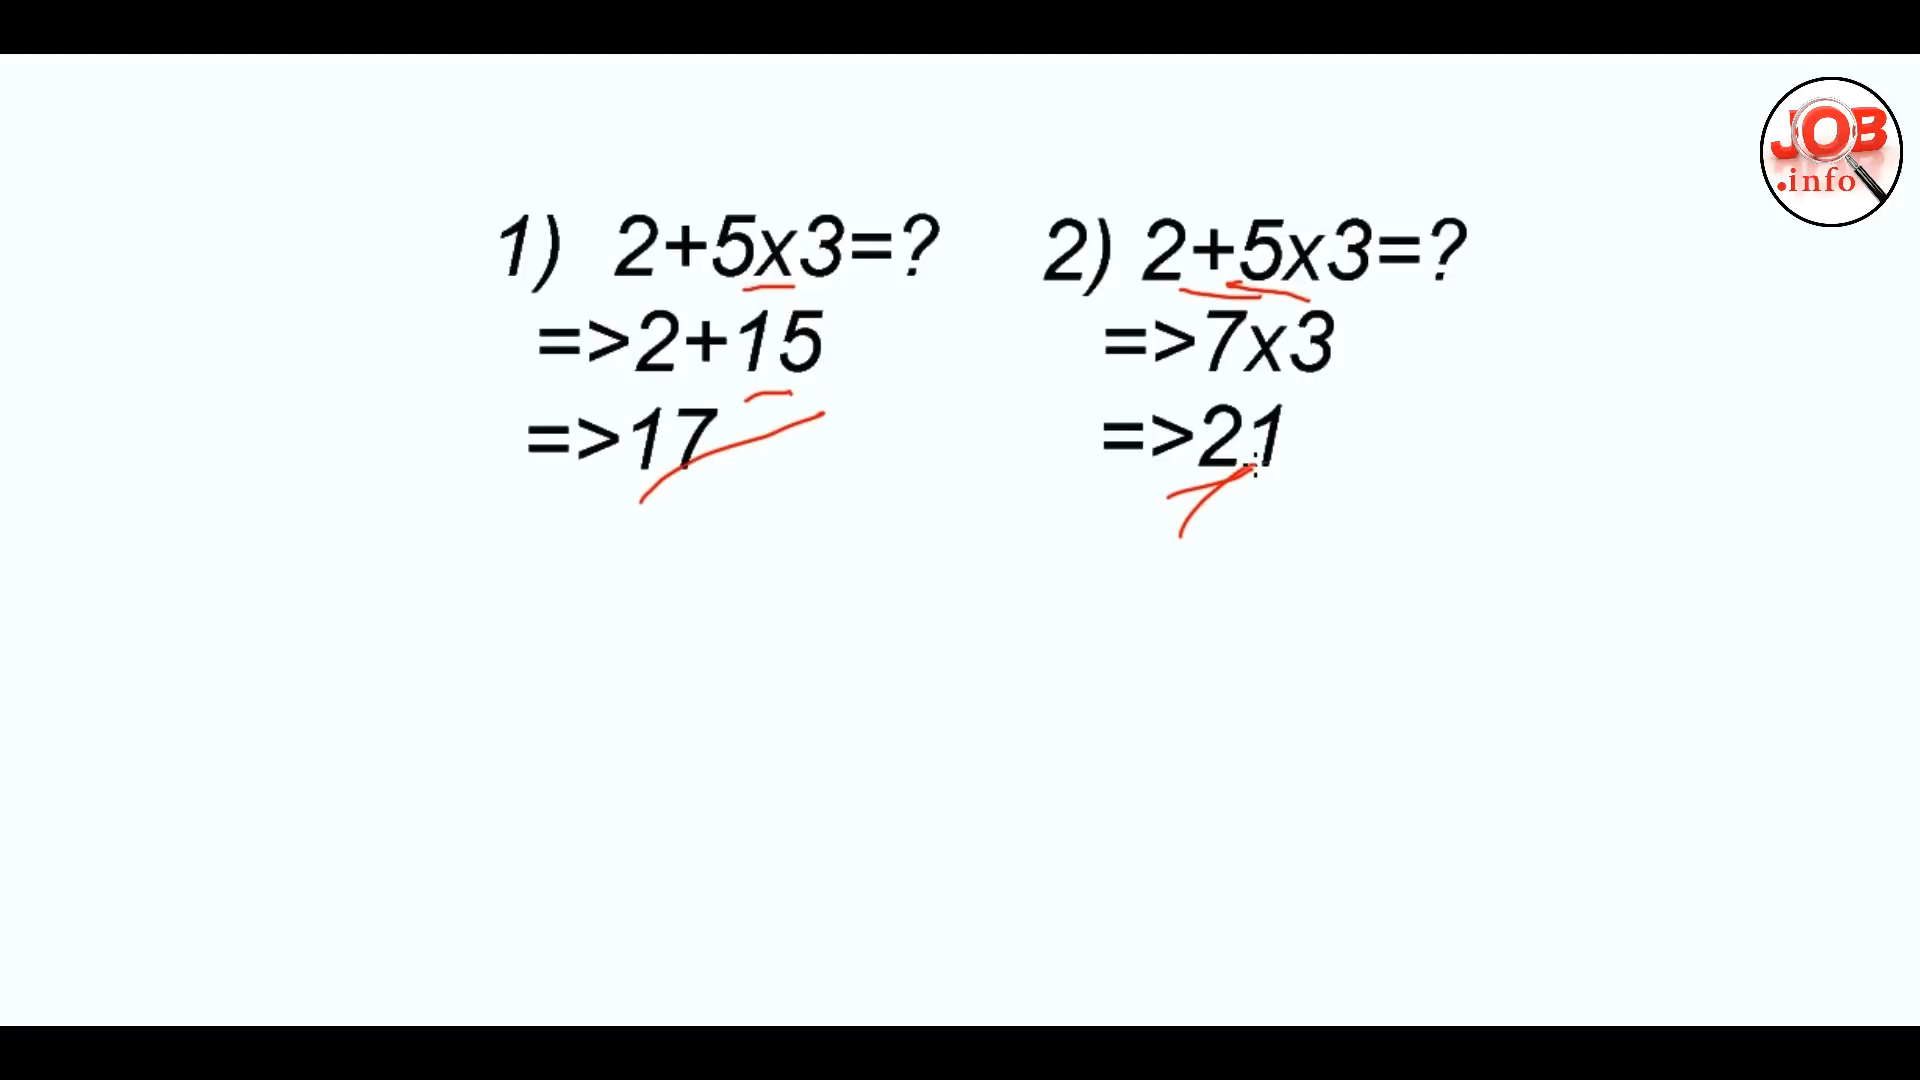 1) 2+5x3=?
=>2+15
=>17
2) 2+5x3=?
=>7x3
=>21
JOB
.info